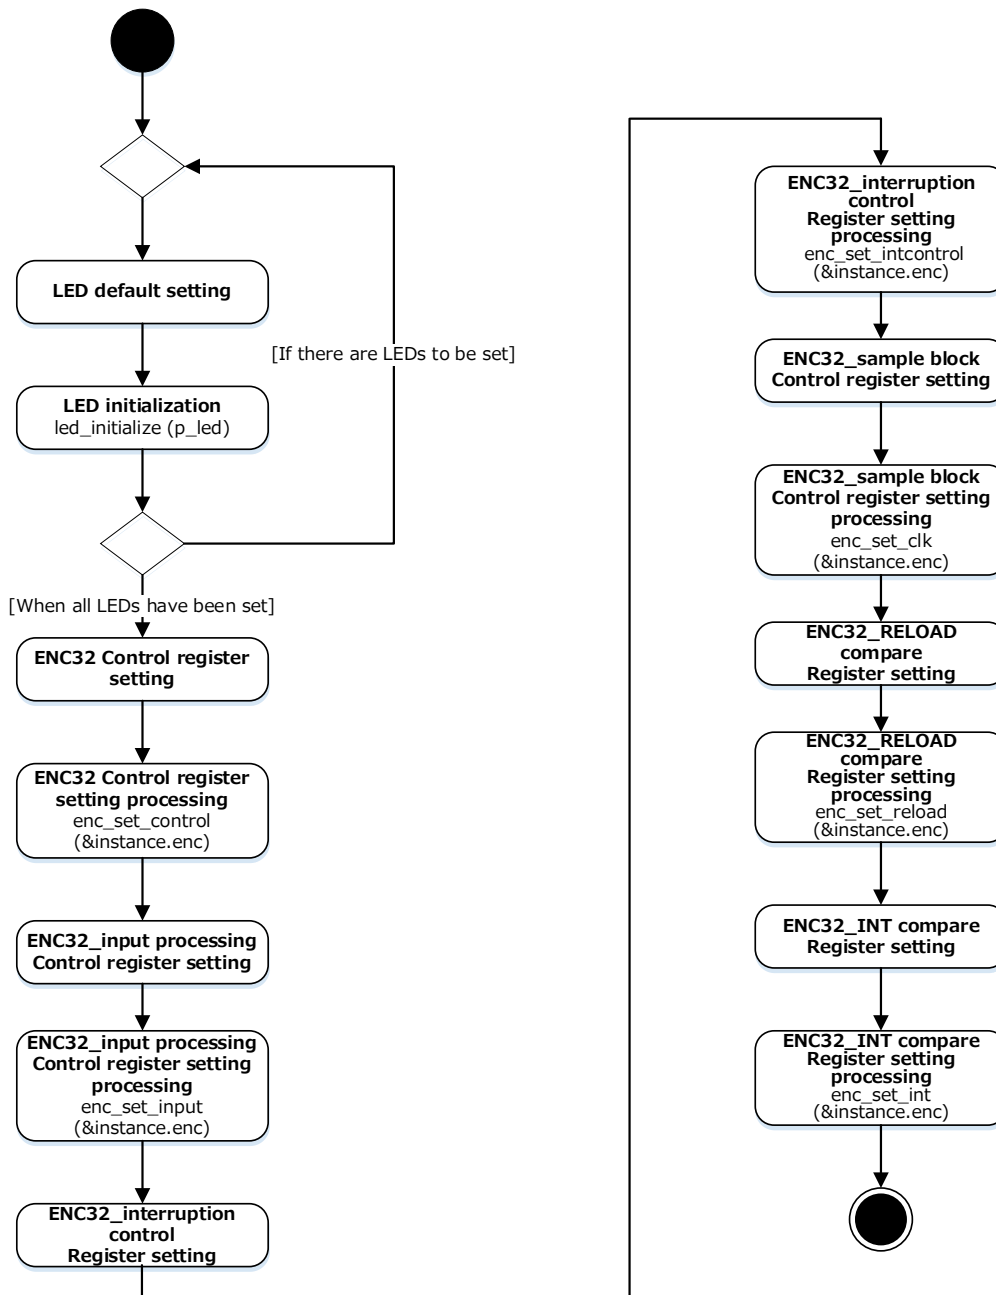 LED default setting
LED initialization
led_initialize (p_led)
[If there are LEDs to be set]
[When all LEDs have been set]
ENC32 Control register
setting
ENC32 Control register
setting processing
enc_set_control
(&instance.enc)
ENC32_input processing
Control register setting
ENC32_input processing
Control register setting
processing
enc_set_input
(&instance.enc)
ENC32_interruption
control
Register setting
ENC32_interruption
control
Register setting
processing
enc_set_intcontrol
(&instance.enc)
ENC32_sample block
Control register setting
ENC32_sample block
Control register setting
processing
enc_set_clk
(&instance.enc)
ENC32_RELOAD
compare
Register setting
ENC32_RELOAD
compare
Register setting
processing
enc_set_reload
(&instance.enc)
ENC32_INT compare
Register setting
ENC32_INT compare
Register setting
processing
enc_set_int
(&instance.enc)